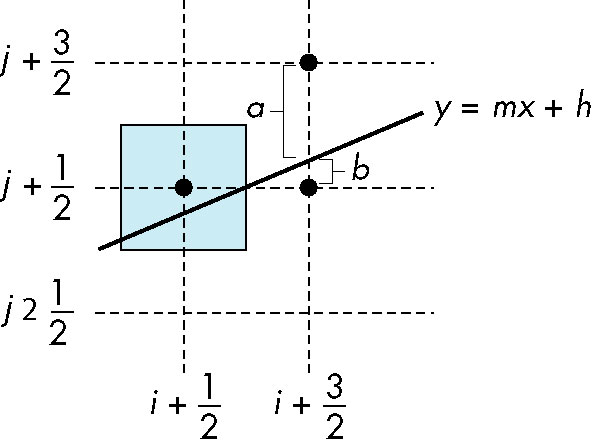 j + 3/2
a
y = mx + h
j + 1/2
b
j 2 1/2
i + 1/2
i + 3/2